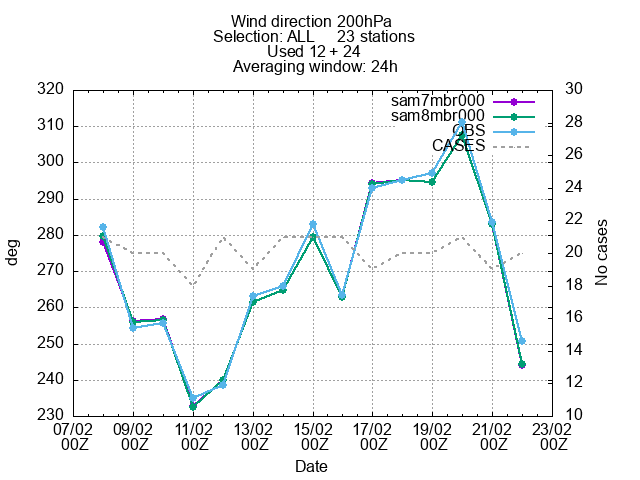 Wind direction 200hPa
Selection: ALL 23 stations
Used 12 + 24
Averaging window: 24h
sam7mbr000
sam8mbr000
OBS
CASES
deg
320
310
300
290
280
270
260
250
240
230
No cases
30
28
26
24
22
20
18
16
14
12
10
07/02 09/02 11/02 13/02 15/02 17/02 19/02 21/02 23/02
00Z 00Z 00Z 00Z 00Z 00Z 00Z 00Z 00Z
Date